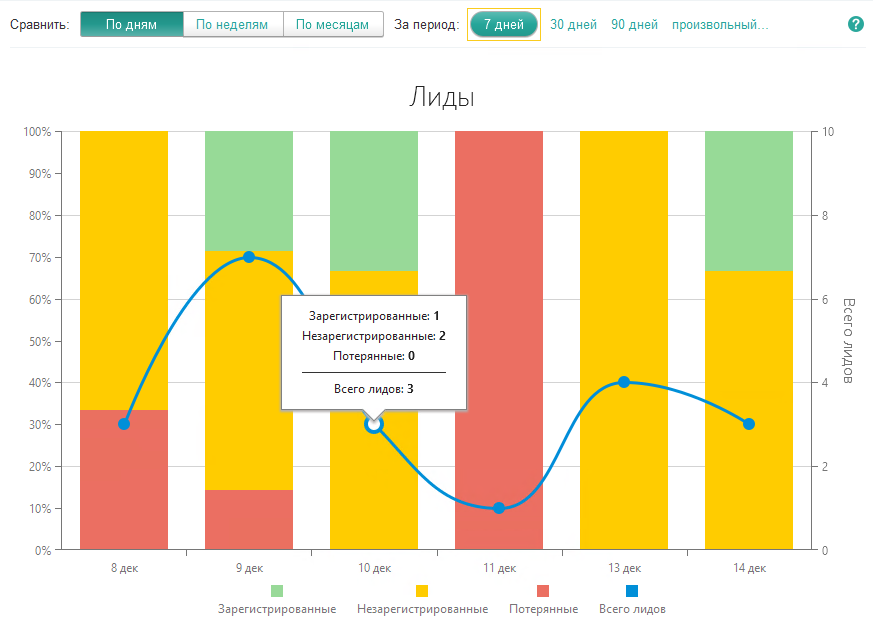 Сравнить: По дням По неделям По месяцам За период: 7 дней 30 дней 90 дней произвольный... ?
Лиды
100% 10
90%
80% 8
70%
60% 6
50%
40% 4
30%
20% 2
10%
0% 0
Всего лидов
Зарегистрированные: 1
Незарегистрированные: 2
Потерянные: 0
Всего лидов: 3
8 дек 9 дек 10 дек 11 дек 13 дек 14 дек
Зарегистрированные Незарегистрированные Потерянные Всего лидов